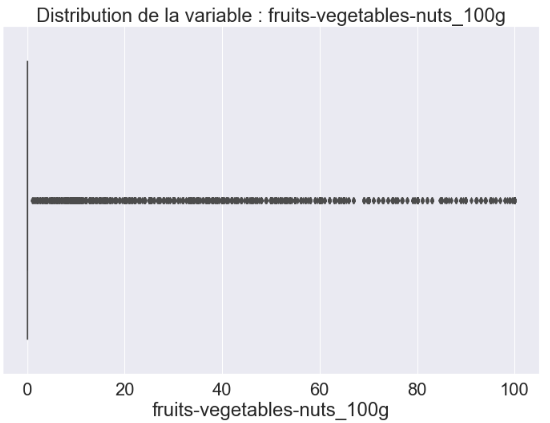 Distribution de la variable : fruits-vegetables-nuts_100g
0 20 40 60 80 100
fruits-vegetables-nuts_100g